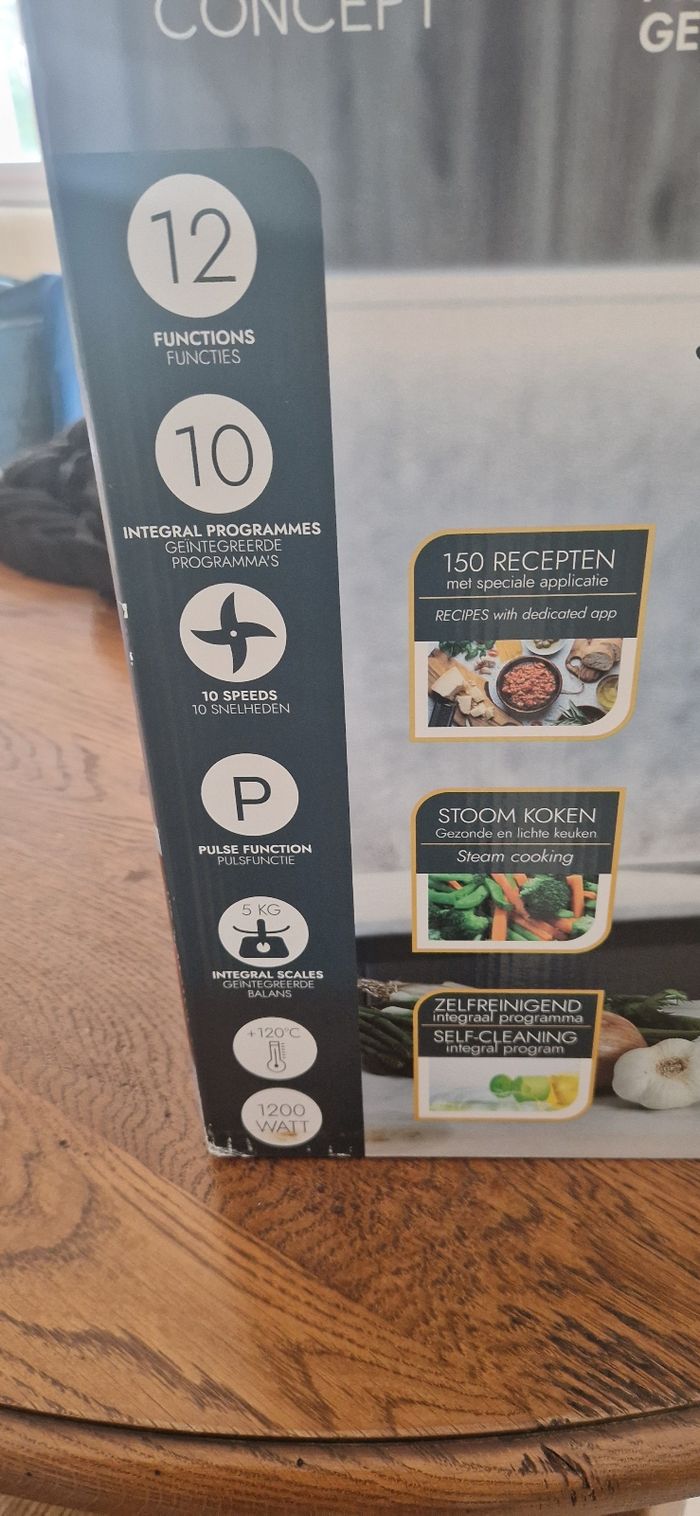 CONCEPT
GE
12
FUNCTIONS
FUNCTIES
10
INTEGRAL PROGRAMMES
GEÏNTEGREERDE
PROGRAMMA'S
10 SPEEDS
10 SNELHEDEN
P
PULSE FUNCTION
PULSFUNCTIE
5 KG
INTEGRAL SCALES
GEÏNTEGREERDE
BALANS
+120°C
1200
WATT
150 RECEPTEN
met speciale applicatie
RECIPES with dedicated app
STOOM KOKEN
Gezonde en lichte keuken
Steam cooking
ZELFREINIGEND
integraal programma
SELF-CLEANING
integral program